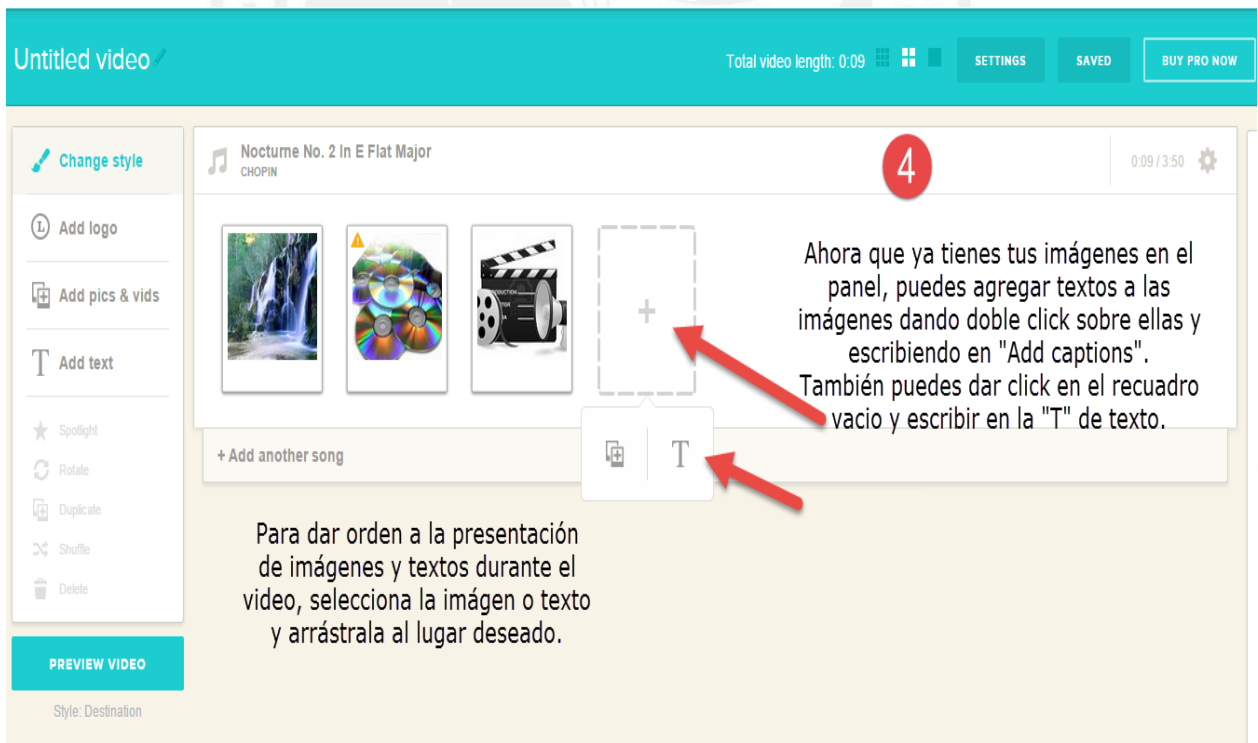 Untitled video
Total video length: 0:09
SETTINGS
SAVED
BUY PRO NOW
Change style
L Add logo
Add pics & vids
T Add text
Spotlight
Rotate
Duplicate
Shuffle
Delete
PREVIEW VIDEO
Style: Destination
Nocturne No. 2 In E Flat Major
CHOPIN
4
0:09 / 3:50
PRODUCTION
+
Ahora que ya tienes tus imágenes en el
panel, puedes agregar textos a las
imágenes dando doble click sobre ellas y
escribiendo en "Add captions".
También puedes dar click en el recuadro
vacio y escribir en la "T" de texto.
+ Add another song
T
Para dar orden a la presentación
de imágenes y textos durante el
video, selecciona la imágen o texto
y arrástrala al lugar deseado.